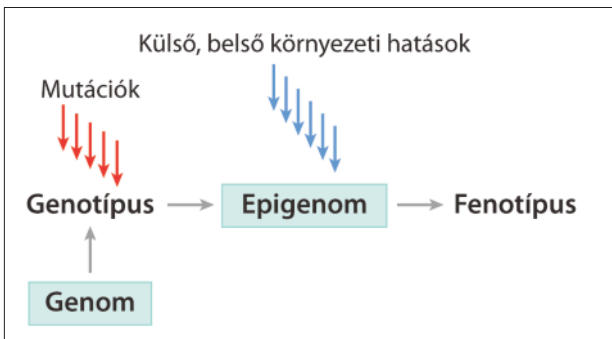 Külső, belső környezeti hatások
Mutációk
Genotípus
Epigenom
Fenotípus
Genom